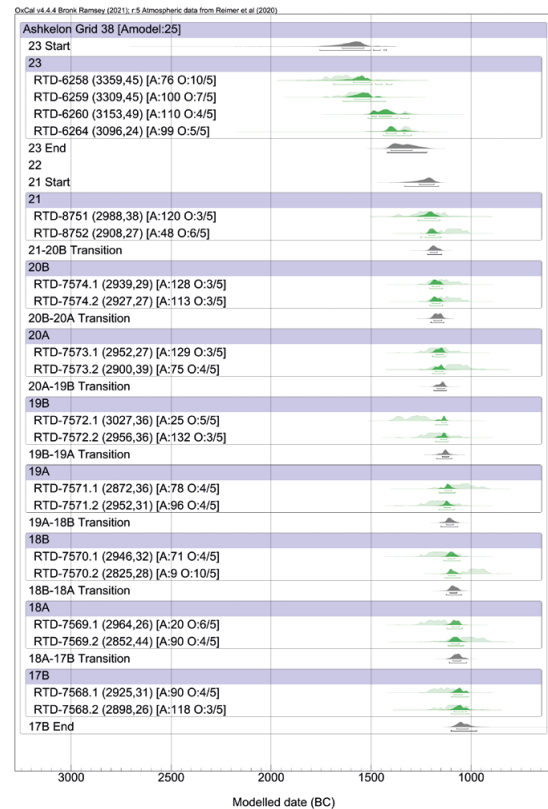 OxCal v4.4.4 Bronk Ramsey (2021); r:5 Atmospheric data from Reimer et al (2020)
Ashkelon Grid 38 [Amodel:25]
23 Start
23
RTD-6258 (3359,45) [A:76 O:10/5]
RTD-6259 (3309,45) [A:100 O:7/5]
RTD-6260 (3153,49) [A:110 O:4/5]
RTD-6264 (3096,24) [A:99 O:5/5]
23 End
22
21 Start
21
RTD-8751 (2988,38) [A:120 O:3/5]
RTD-8752 (2908,27) [A:48 O:6/5]
21-20B Transition
20B
RTD-7574.1 (2939,29) [A:128 O:3/5]
RTD-7574.2 (2927,27) [A:113 O:3/5]
20B-20A Transition
20A
RTD-7573.1 (2952,27) [A:129 O:3/5]
RTD-7573.2 (2900,39) [A:75 O:4/5]
20A-19B Transition
19B
RTD-7572.1 (3027,36) [A:25 O:5/5]
RTD-7572.2 (2956,36) [A:132 O:3/5]
19B-19A Transition
19A
RTD-7571.1 (2872,36) [A:78 O:4/5]
RTD-7571.2 (2952,31) [A:96 O:4/5]
19A-18B Transition
18B
RTD-7570.1 (2946,32) [A:71 O:4/5]
RTD-7570.2 (2825,28) [A:9 O:10/5]
18B-18A Transition
18A
RTD-7569.1 (2964,26) [A:20 O:6/5]
RTD-7569.2 (2852,44) [A:90 O:4/5]
18A-17B Transition
17B
RTD-7568.1 (2925,31) [A:90 O:4/5]
RTD-7568.2 (2898,26) [A:118 O:3/5]
17B End
3000 2500 2000 1500 1000
Modelled date (BC)